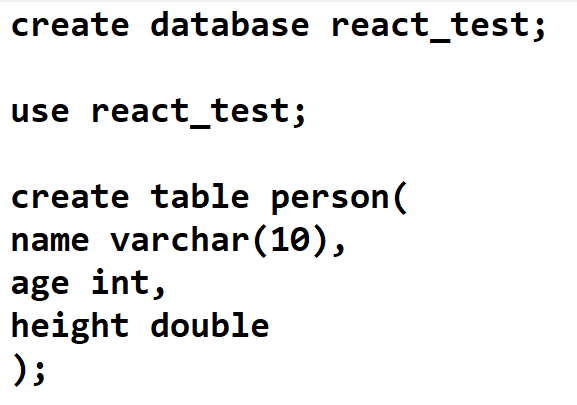 create database react_test;
use react_test;
create table person(
name varchar(10),
age int,
height double
);